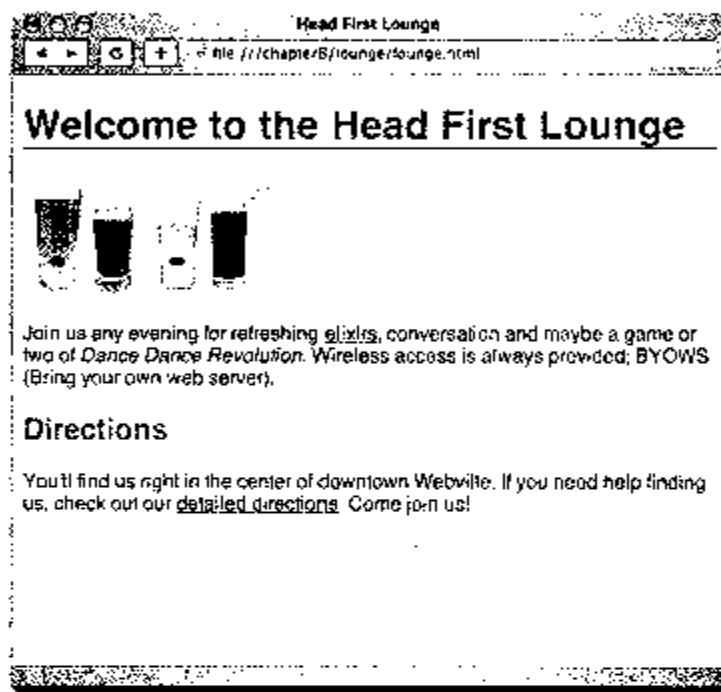 Head First Lounge
file:///chapter8/lounge/lounge.html
Welcome to the Head First Lounge
Join us any evening for refreshing elixirs, conversation and maybe a game or
two of Dance Dance Revolution. Wireless access is always provided; BYOWS
(Bring your own web server).
Directions
You'll find us right in the center of downtown Webville. If you need help finding
us, check out our detailed directions. Come join us!